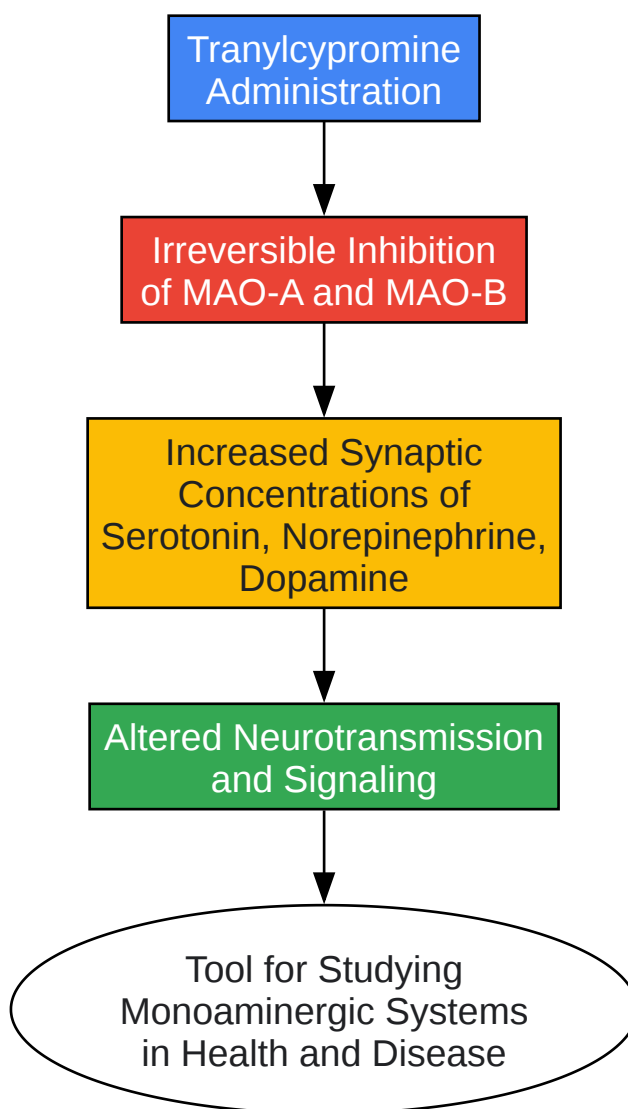 Tranylcypromine
Administration
Irreversible Inhibition
of MAO-A and MAO-B
Increased Synaptic
Concentrations of
Serotonin, Norepinephrine,
Dopamine
Altered Neurotransmission
and Signaling
Tool for Studying
Monoaminergic Systems
in Health and Disease